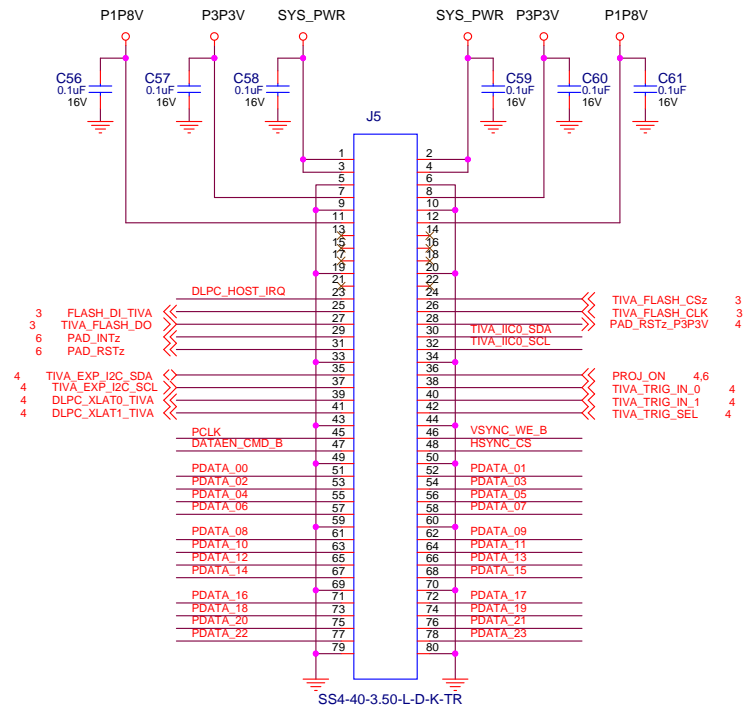 P1P8V P3P3V SYS_PWR SYS_PWR P3P3V P1P8V
C56 0.1uF 16V
C57 0.1uF 16V
C58 0.1uF 16V
C59 0.1uF 16V
C60 0.1uF 16V
C61 0.1uF 16V
J5
1 2
3 4
5 6
7 8
9 10
11 12
13 14
15 16
17 18
19 20
21 22
DLPC_HOST_IRQ 23 24 TIVA_FLASH_CSz 3
3 FLASH_DI_TIVA 25 26 TIVA_FLASH_CLK 3
3 TIVA_FLASH_DO 27 28 PAD_RSTz_P3P3V 4
6 PAD_INTz 29 30 TIVA_IIC0_SDA
6 PAD_RSTz 31 32 TIVA_IIC0_SCL
33 34
4 TIVA_EXP_I2C_SDA 35 36 PROJ_ON 4,6
4 TIVA_EXP_I2C_SCL 37 38 TIVA_TRIG_IN_0 4
4 DLPC_XLAT0_TIVA 39 40 TIVA_TRIG_IN_1 4
4 DLPC_XLAT1_TIVA 41 42 TIVA_TRIG_SEL 4
43 44
PCLK 45 46 VSYNC_WE_B
DATAEN_CMD_B 47 48 HSYNC_CS
49 50
PDATA_00 51 52 PDATA_01
PDATA_02 53 54 PDATA_03
PDATA_04 55 56 PDATA_05
PDATA_06 57 58 PDATA_07
59 60
PDATA_08 61 62 PDATA_09
PDATA_10 63 64 PDATA_11
PDATA_12 65 66 PDATA_13
PDATA_14 67 68 PDATA_15
69 70
PDATA_16 71 72 PDATA_17
PDATA_18 73 74 PDATA_19
PDATA_20 75 76 PDATA_21
PDATA_22 77 78 PDATA_23
79 80
SS4-40-3.50-L-D-K-TR